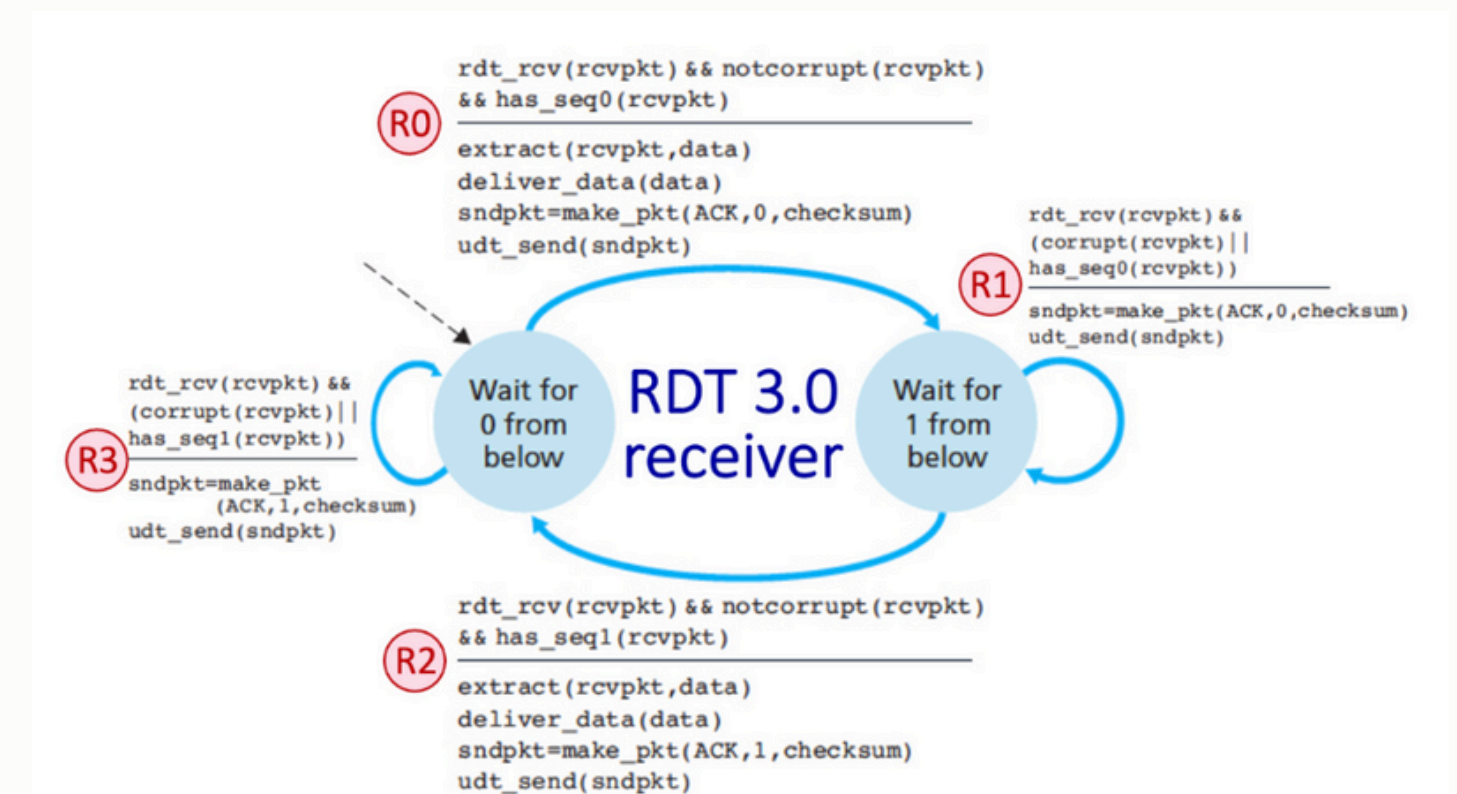 rdt_rcv(rcvpkt) && notcorrupt(rcvpkt)
&& has_seq0(rcvpkt)
R0
extract(rcvpkt,data)
deliver_data(data)
sndpkt=make_pkt(ACK,0,checksum)
udt_send(sndpkt)
rdt_rcv(rcvpkt) &&
(corrupt(rcvpkt)||
has_seq0(rcvpkt))
R1
sndpkt=make_pkt(ACK,0,checksum)
udt_send(sndpkt)
rdt_rcv(rcvpkt) &&
(corrupt(rcvpkt)||
has_seq1(rcvpkt))
R3
sndpkt=make_pkt
(ACK,1,checksum)
udt_send(sndpkt)
Wait for
0 from
below
RDT 3.0
receiver
Wait for
1 from
below
rdt_rcv(rcvpkt) && notcorrupt(rcvpkt)
&& has_seq1(rcvpkt)
R2
extract(rcvpkt,data)
deliver_data(data)
sndpkt=make_pkt(ACK,1,checksum)
udt_send(sndpkt)